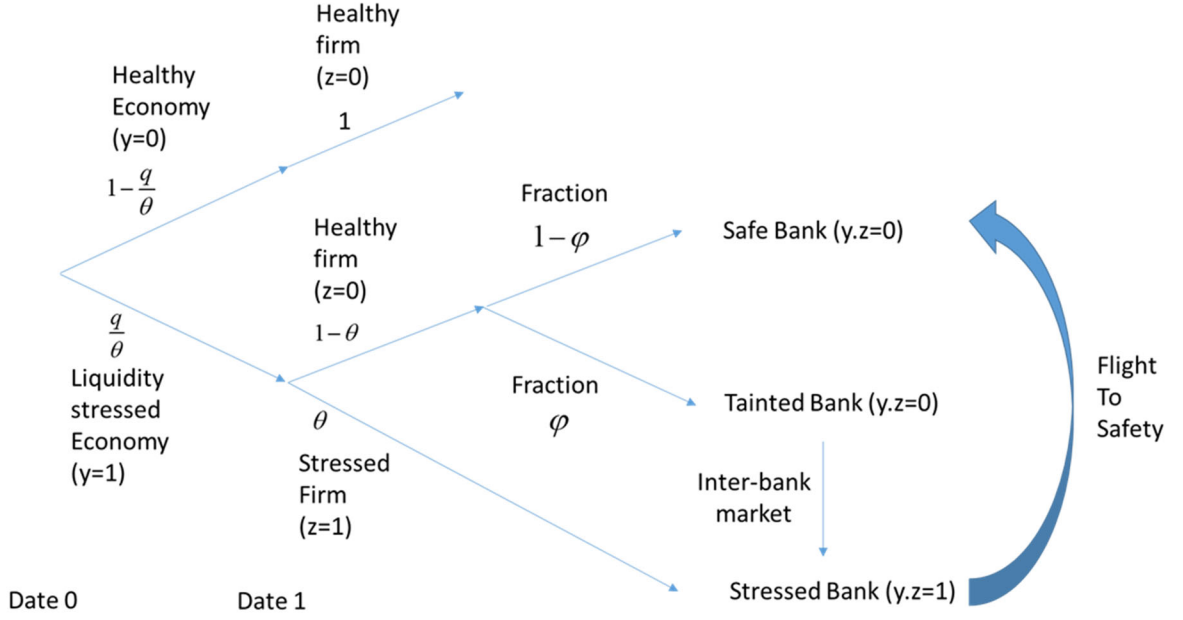 Healthy
firm
(z=0)
1
Healthy
Economy
(y=0)
1-q/θ
Fraction
1-φ
Safe Bank (y.z=0)
Healthy
firm
(z=0)
1-θ
q/θ
Liquidity
stressed
Economy
(y=1)
Fraction
φ
Tainted Bank (y.z=0)
Flight
To
Safety
θ
Stressed
Firm
(z=1)
Inter-bank
market
Stressed Bank (y.z=1)
Date 0
Date 1